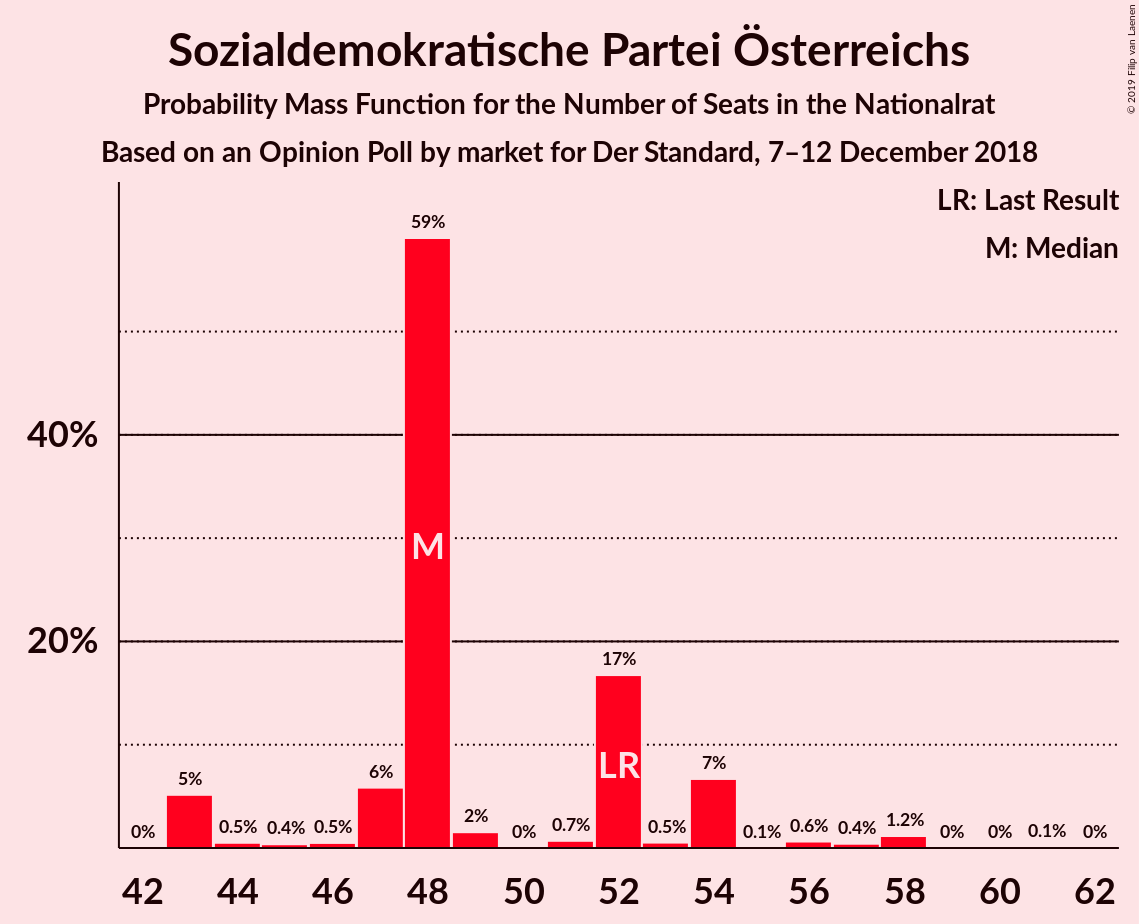 Sozialdemokratische Partei Österreichs
Probability Mass Function for the Number of Seats in the Nationalrat
Based on an Opinion Poll by market for Der Standard, 7–12 December 2018
© 2019 Filip van Laenen
LR: Last Result
M: Median
40%
20%
0%
5%
0.5%
0.4%
0.5%
6%
59%
M
2%
0%
0.7%
17%
LR
0.5%
7%
0.1%
0.6%
0.4%
1.2%
0%
0%
0.1%
0%
42 44 46 48 50 52 54 56 58 60 62